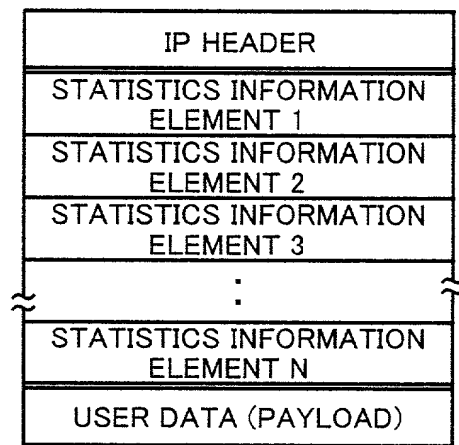 IP HEADER
STATISTICS INFORMATION
ELEMENT 1
STATISTICS INFORMATION
ELEMENT 2
STATISTICS INFORMATION
ELEMENT 3
:
STATISTICS INFORMATION
ELEMENT N
USER DATA (PAYLOAD)